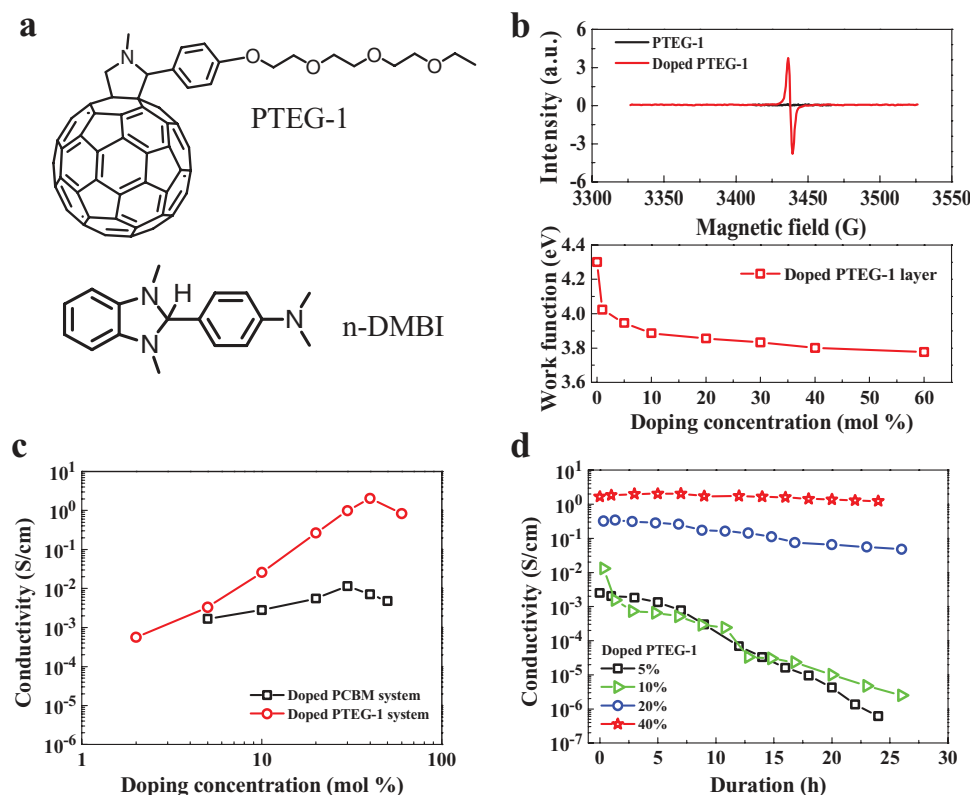 a
N
O
O
O
O
PTEG-1
N
H
N
N
n-DMBI
b
PTEG-1
Doped PTEG-1
Intensity (a.u.)
6
3
0
-3
-6
3300 3350 3400 3450 3500 3550
Magnetic field (G)
Work function (eV)
4.4
4.2
4.0
3.8
3.6
Doped PTEG-1 layer
0 10 20 30 40 50 60
Doping concentration (mol %)
c
Conductivity (S/cm)
10^1
10^0
10^-1
10^-2
10^-3
10^-4
10^-5
10^-6
Doped PCBM system
Doped PTEG-1 system
1 10 100
Doping concentration (mol %)
d
Conductivity (S/cm)
10^1
10^0
10^-1
10^-2
10^-3
10^-4
10^-5
10^-6
10^-7
Doped PTEG-1
5%
10%
20%
40%
0 5 10 15 20 25 30
Duration (h)